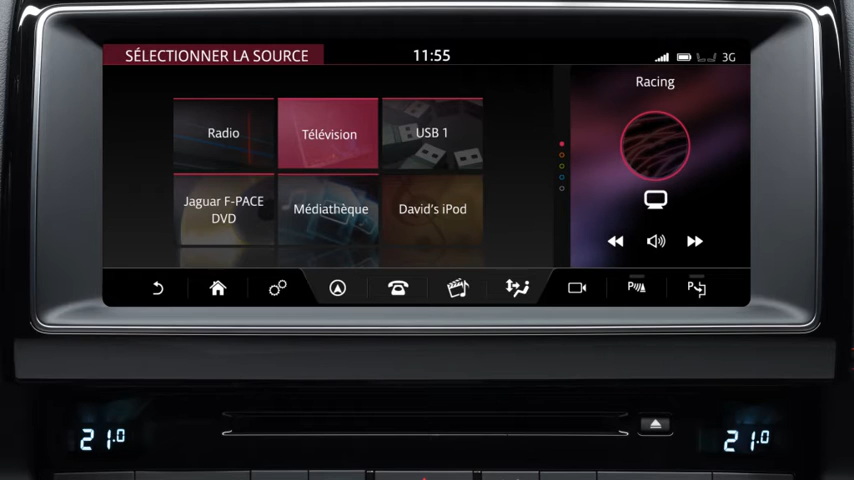 SÉLECTIONNER LA SOURCE
11:55
3G
Racing
Radio
Télévision
USB 1
Jaguar F-PACE
DVD
Médiathèque
David's iPod
P
P
21.0
21.0